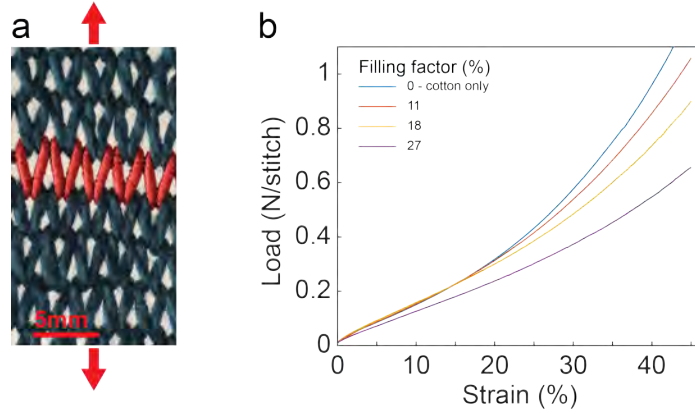 a
5mm
b
Filling factor (%)
0 - cotton only
11
18
27
Load (N/stitch)
1
0.8
0.6
0.4
0.2
0
0
10
20
30
40
Strain (%)